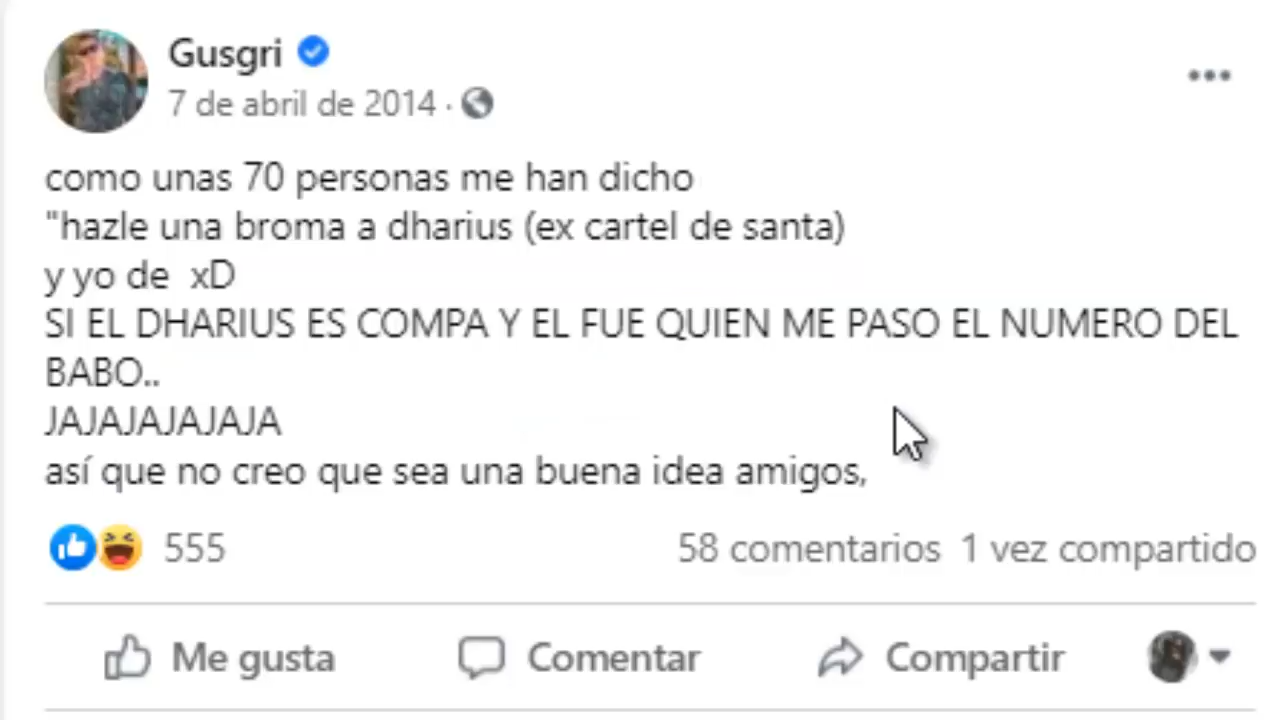 Gusgri
7 de abril de 2014 ·
como unas 70 personas me han dicho
"hazle una broma a dharius (ex cartel de santa)
y yo de  xD
SI EL DHARIUS ES COMPA Y EL FUE QUIEN ME PASO EL NUMERO DEL
BABO..
JAJAJAJAJAJA
así que no creo que sea una buena idea amigos,
555 58 comentarios 1 vez compartido
Me gusta Comentar Compartir